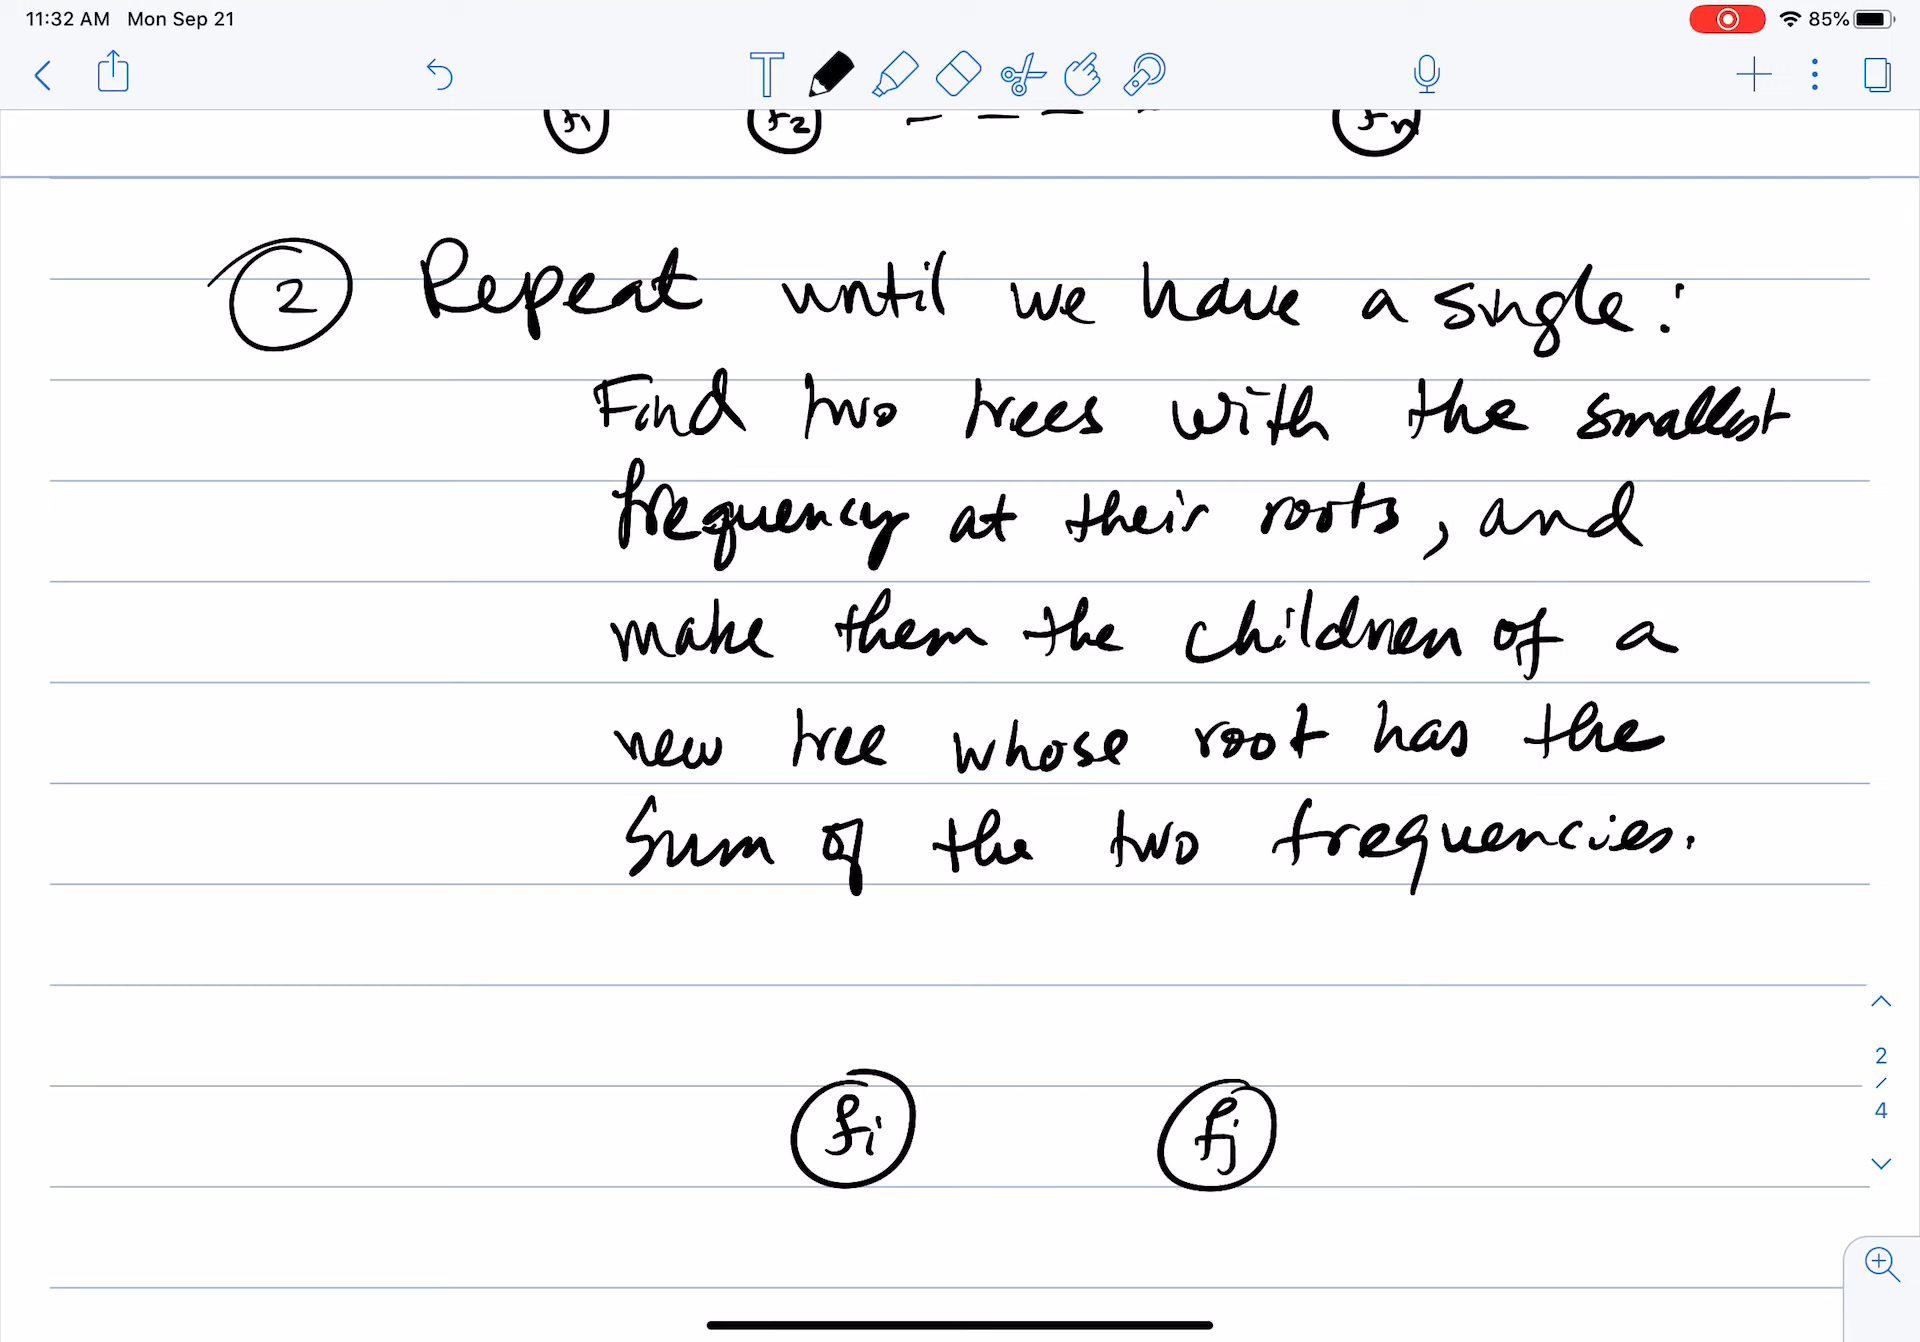 11:32 AM Mon Sep 21
85%
T
f1 f2 fn
2 Repeat until we have a single:
Find two trees with the smallest
frequency at their roots, and
make them the children of a
new tree whose root has the
sum of the two frequencies.
2
/
4
fi fj